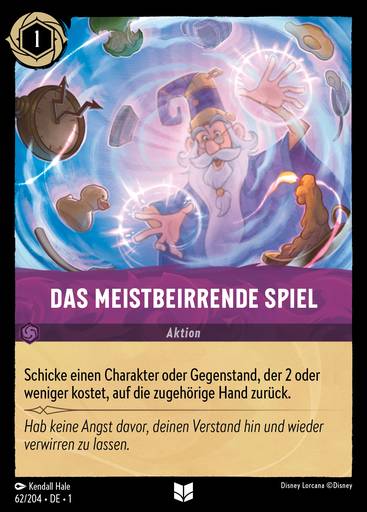 1
DAS MEISTBEIRRENDE SPIEL
Aktion
Schicke einen Charakter oder Gegenstand, der 2 oder
weniger kostet, auf die zugehörige Hand zurück.
Hab keine Angst davor, deinen Verstand hin und wieder
verwirren zu lassen.
Kendall Hale
Disney Lorcana ©Disney
62/204 • DE • 1